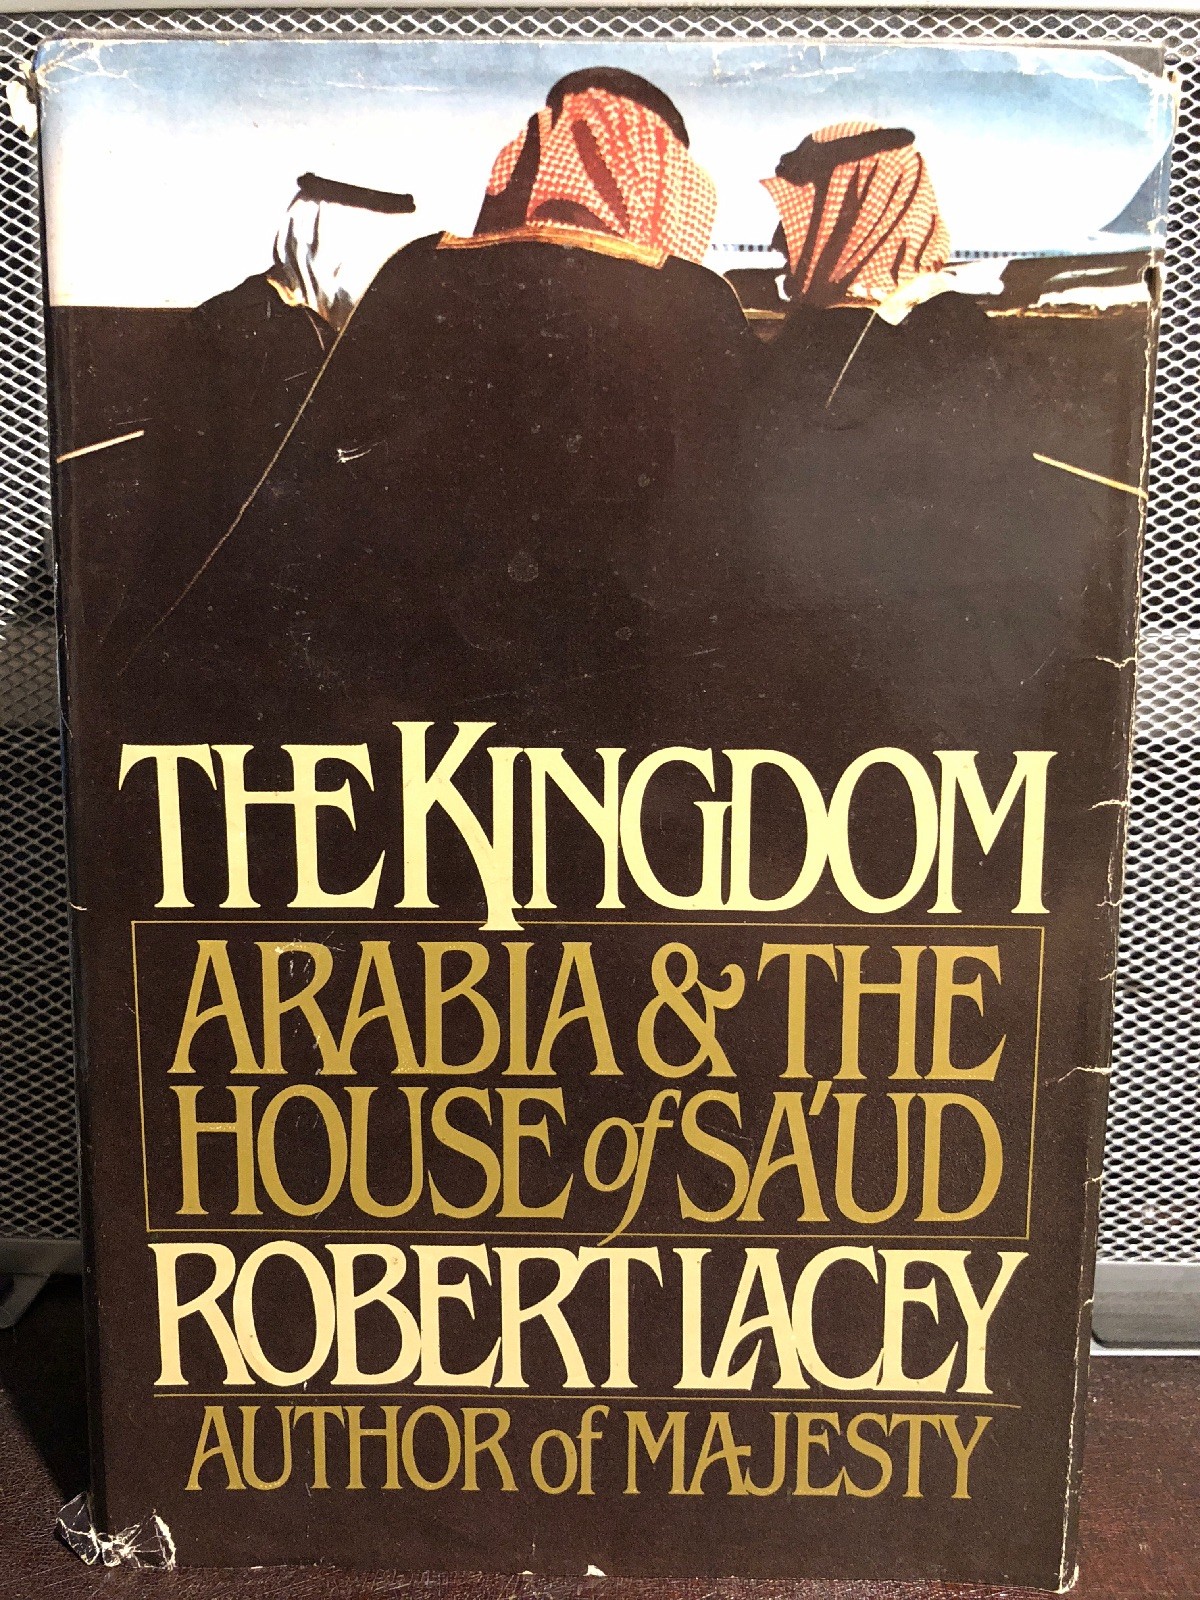 THE KINGDOM
ARABIA & THE
HOUSE of SA'UD
ROBERT LACEY
AUTHOR of MAJESTY